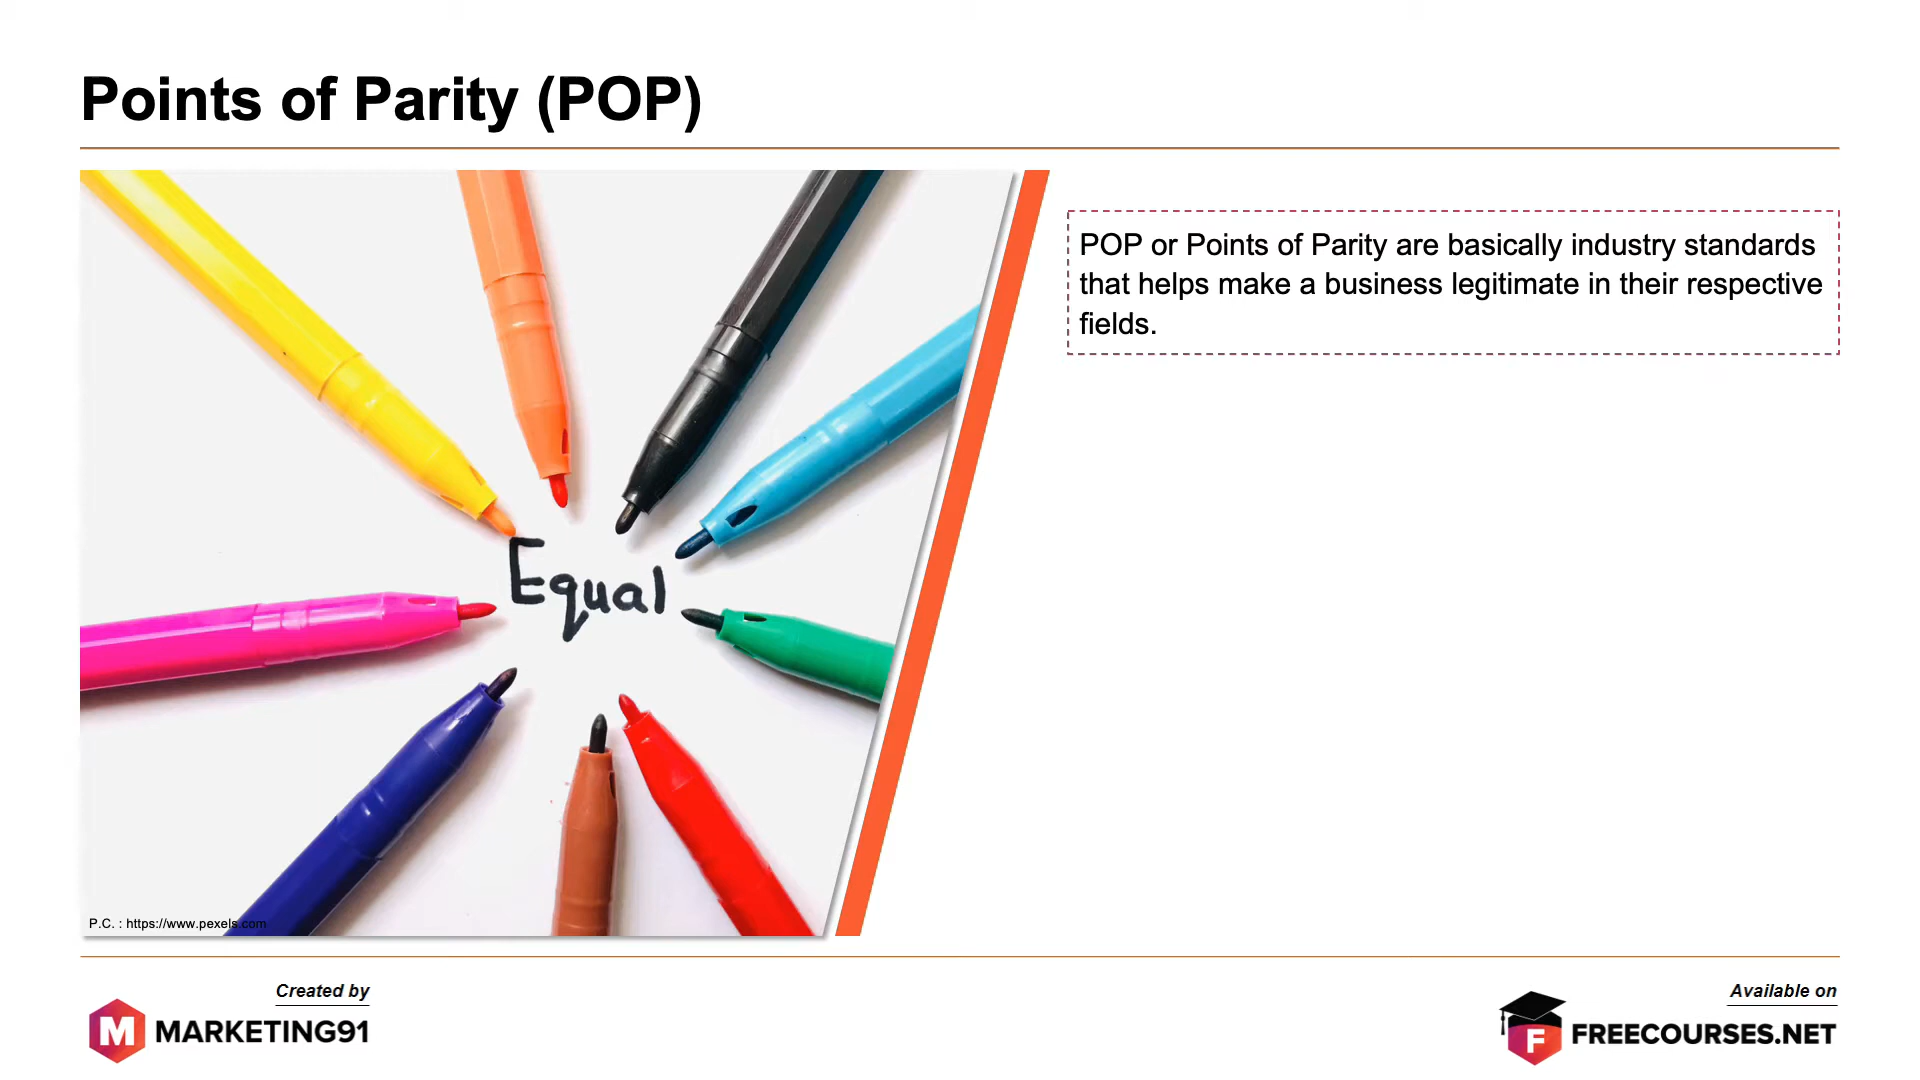 Points of Parity (POP)
POP or Points of Parity are basically industry standards
that helps make a business legitimate in their respective
fields.
Equal
P.C. : https://www.pexels.com
Created by
M MARKETING91
Available on
F FREECOURSES.NET